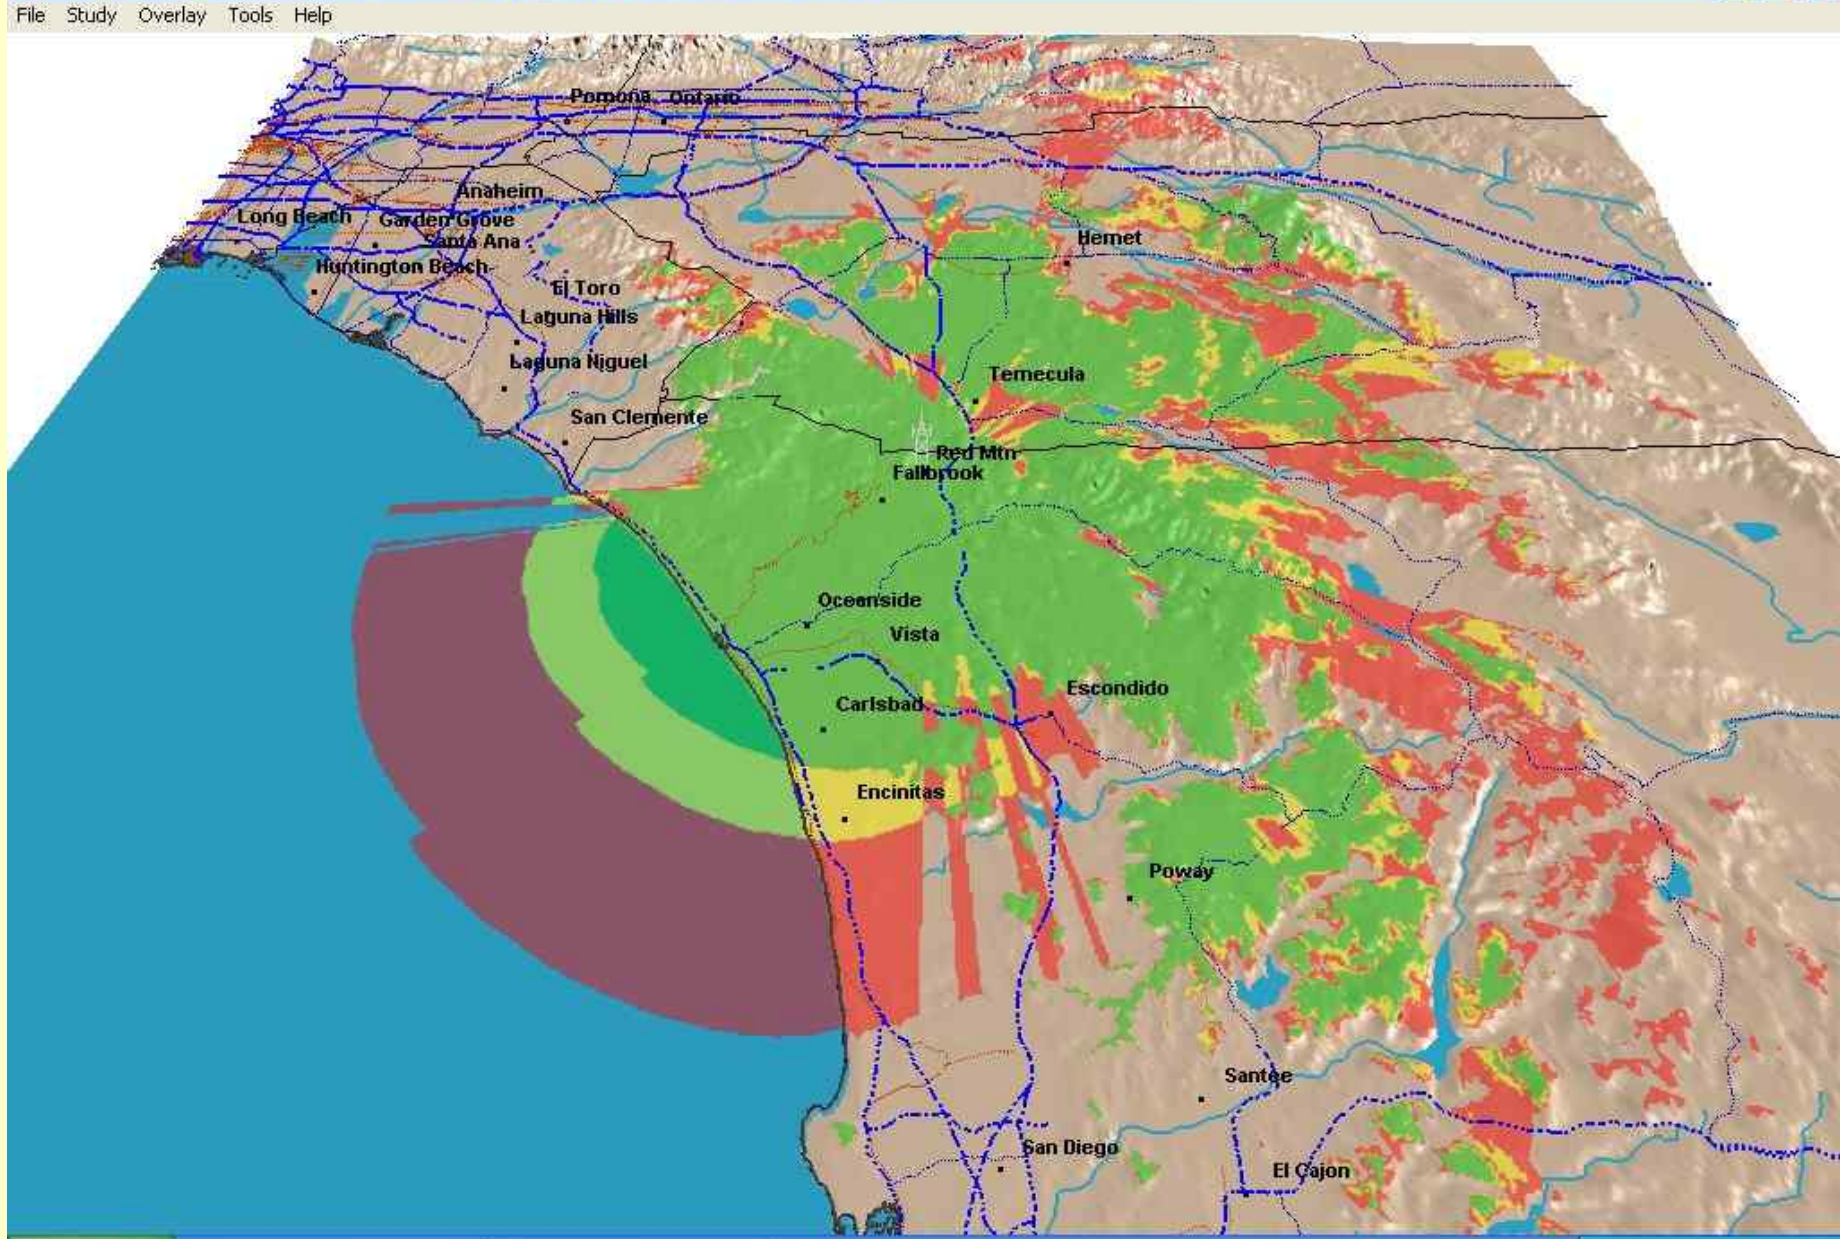 File Study Overlay Tools Help
Pomona Ontario
Anaheim
Long Beach Garden Grove
Santa Ana
Hemet
Huntington Beach
El Toro
Laguna Hills
Laguna Niguel
Temecula
San Clemente
Red Mtn
Fallbrook
Oceanside
Vista
Escondido
Carlsbad
Encinitas
Poway
Santee
San Diego
El Cajon